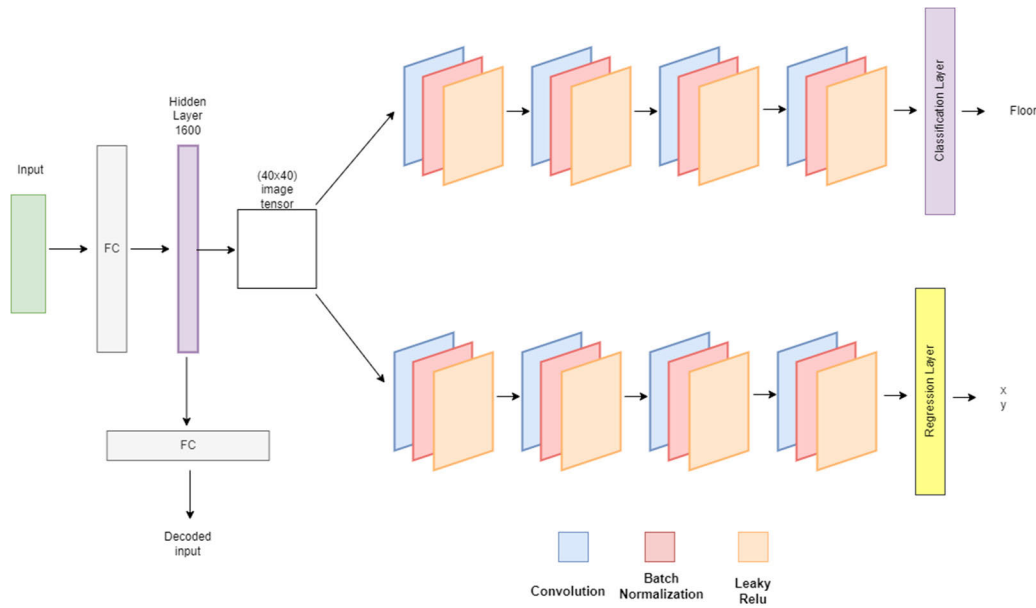 Input
FC
Hidden
Layer
1600
(40x40)
image
tensor
Classification Layer
Floor
FC
Decoded
input
Regression Layer
x
y
Convolution
Batch
Normalization
Leaky
Relu